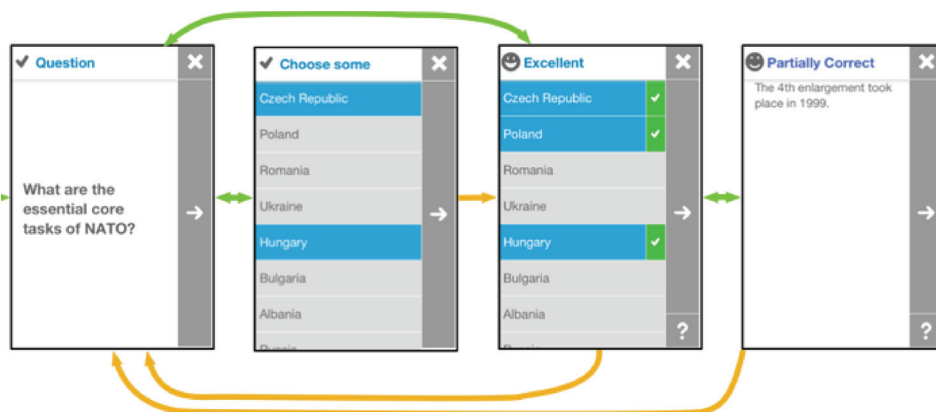 Question
What are the
essential core
tasks of NATO?
Choose some
Czech Republic
Poland
Romania
Ukraine
Hungary
Bulgaria
Albania
Excellent
Czech Republic
Poland
Romania
Ukraine
Hungary
Bulgaria
Albania
?
Partially Correct
The 4th enlargement took
place in 1999.
?